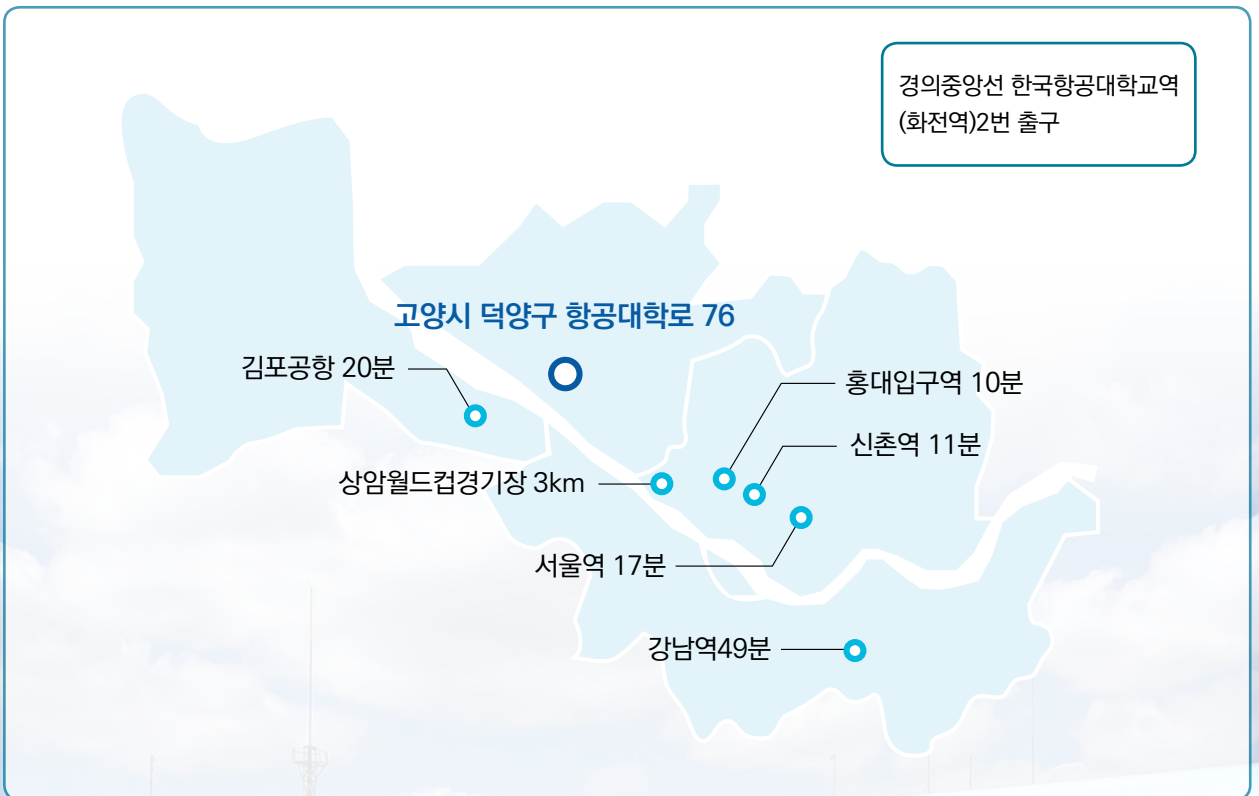 경의중앙선 한국항공대학교역
(화전역)2번 출구
고양시 덕양구 항공대학로 76
김포공항 20분
홍대입구역 10분
신촌역 11분
상암월드컵경기장 3km
서울역 17분
강남역49분